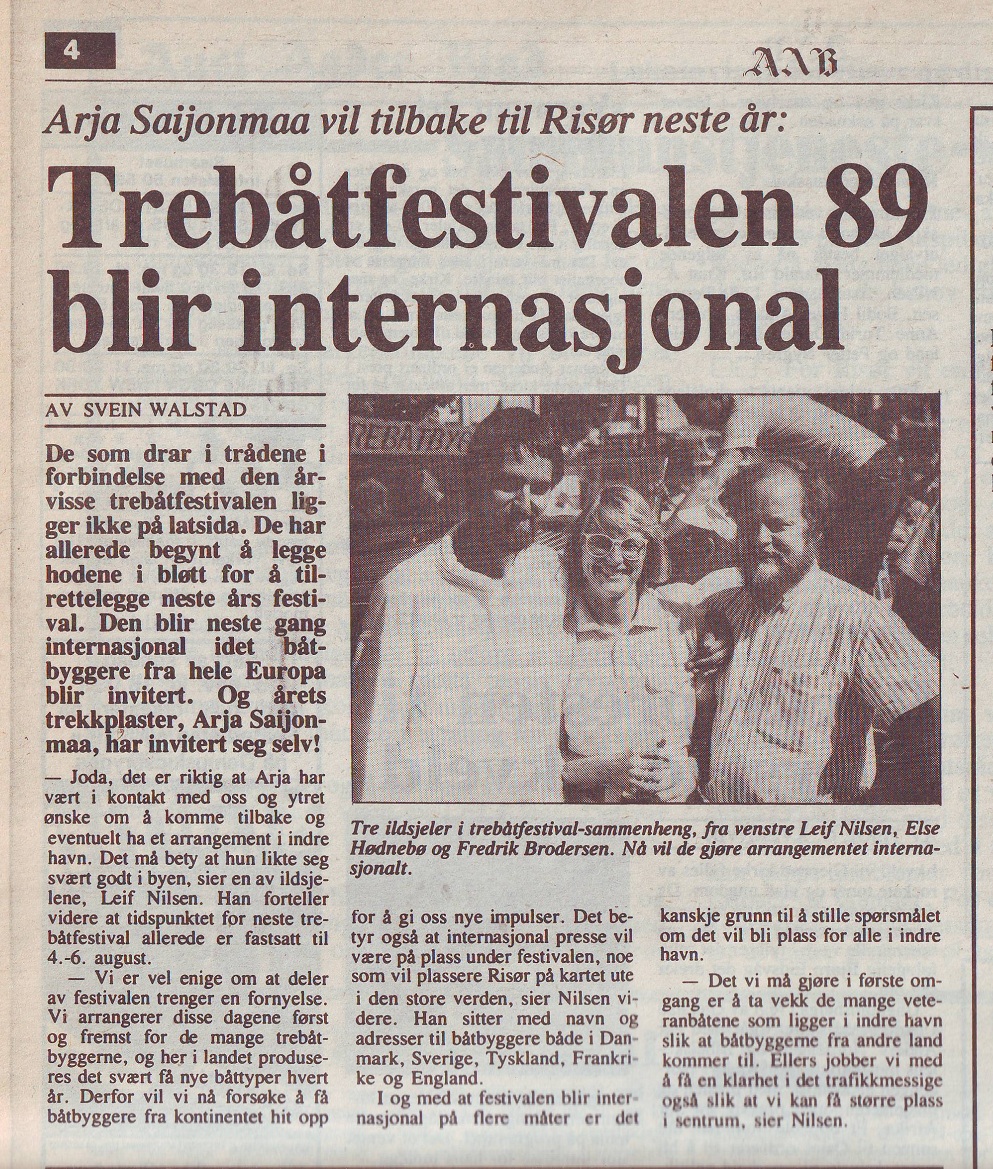 4
AAB
Arja Saijonmaa vil tilbake til Risør neste år:
Trebåtfestivalen 89
blir internasjonal
AV SVEIN WALSTAD
De som drar i trådene i
forbindelse med den år-
visse trebåtfestivalen lig-
ger ikke på latsida. De har
allerede begynt å legge
hodene i bløtt for å til-
rettelegge neste års festi-
val. Den blir neste gang
internasjonal idet båt-
byggere fra hele Europa
blir invitert. Og årets
trekkplaster, Arja Saijon-
maa, har invitert seg selv!
— Joda, det er riktig at Arja har
vært i kontakt med oss og ytret
ønske om å komme tilbake og
eventuelt ha et arrangement i indre
havn. Det må bety at hun likte seg
svært godt i byen, sier en av ildsje-
lene, Leif Nilsen. Han forteller
videre at tidspunktet for neste tre-
båtfestival allerede er fastsatt til
4.-6. august.
— Vi er vel enige om at deler
av festivalen trenger en fornyelse.
Vi arrangerer disse dagene først
og fremst for de mange trebåt-
byggerne, og her i landet produse-
res det svært få nye båttyper hvert
år. Derfor vil vi nå forsøke å få
båtbyggere fra kontinentet hit opp
REBÅTBYG
Tre ildsjeler i trebåtfestival-sammenheng, fra venstre Leif Nilsen, Else
Hødnebø og Fredrik Brodersen. Nå vil de gjøre arrangementet interna-
sjonalt.
for å gi oss nye impulser. Det be-
tyr også at internasjonal presse vil
være på plass under festivalen, noe
som vil plassere Risør på kartet ute
i den store verden, sier Nilsen vi-
dere. Han sitter med navn og
adresser til båtbyggere både i Dan-
mark, Sverige, Tyskland, Frankri-
ke og England.
I og med at festivalen blir inter-
nasjonal på flere måter er det
kanskje grunn til å stille spørsmålet
om det vil bli plass for alle i indre
havn.
— Det vi må gjøre i første om-
gang er å ta vekk de mange vete-
ranbåtene som ligger i indre havn
slik at båtbyggerne fra andre land
kommer til. Ellers jobber vi med
å få en klarhet i det trafikkmessige
også slik at vi kan få større plass
i sentrum, sier Nilsen.